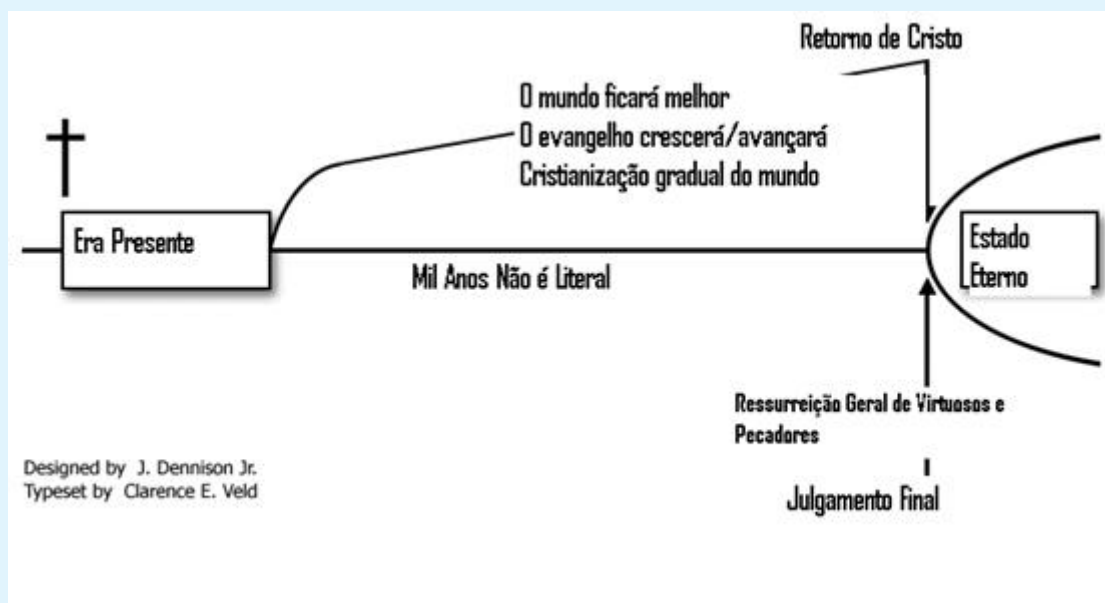 Retorno de Cristo
O mundo ficará melhor
O evangelho crescerá/avançará
Cristianização gradual do mundo
Era Presente
Estado
Eterno
Mil Anos Não é Literal
Ressurreição Geral de Virtuosos e
Pecadores
Designed by J. Dennison Jr.
Typeset by Clarence E. Veld
Julgamento Final